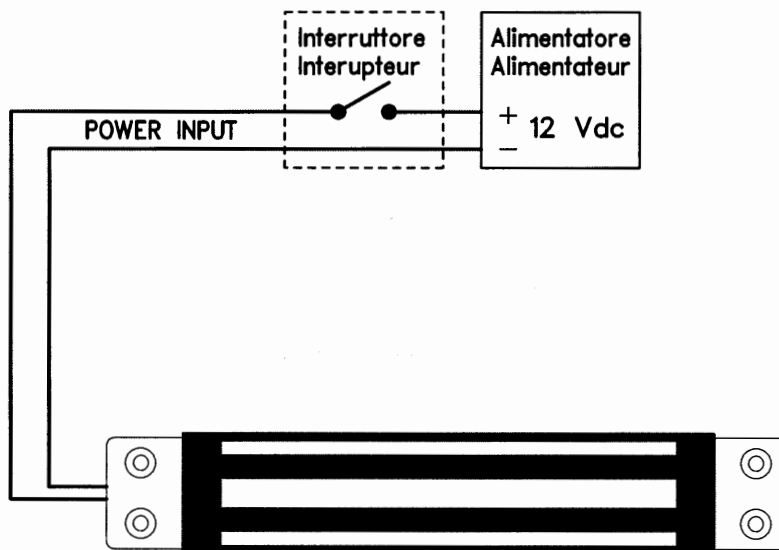 Interruttore
Interupteur
Alimentatore
Alimentateur
POWER INPUT
+ 12 Vdc
−